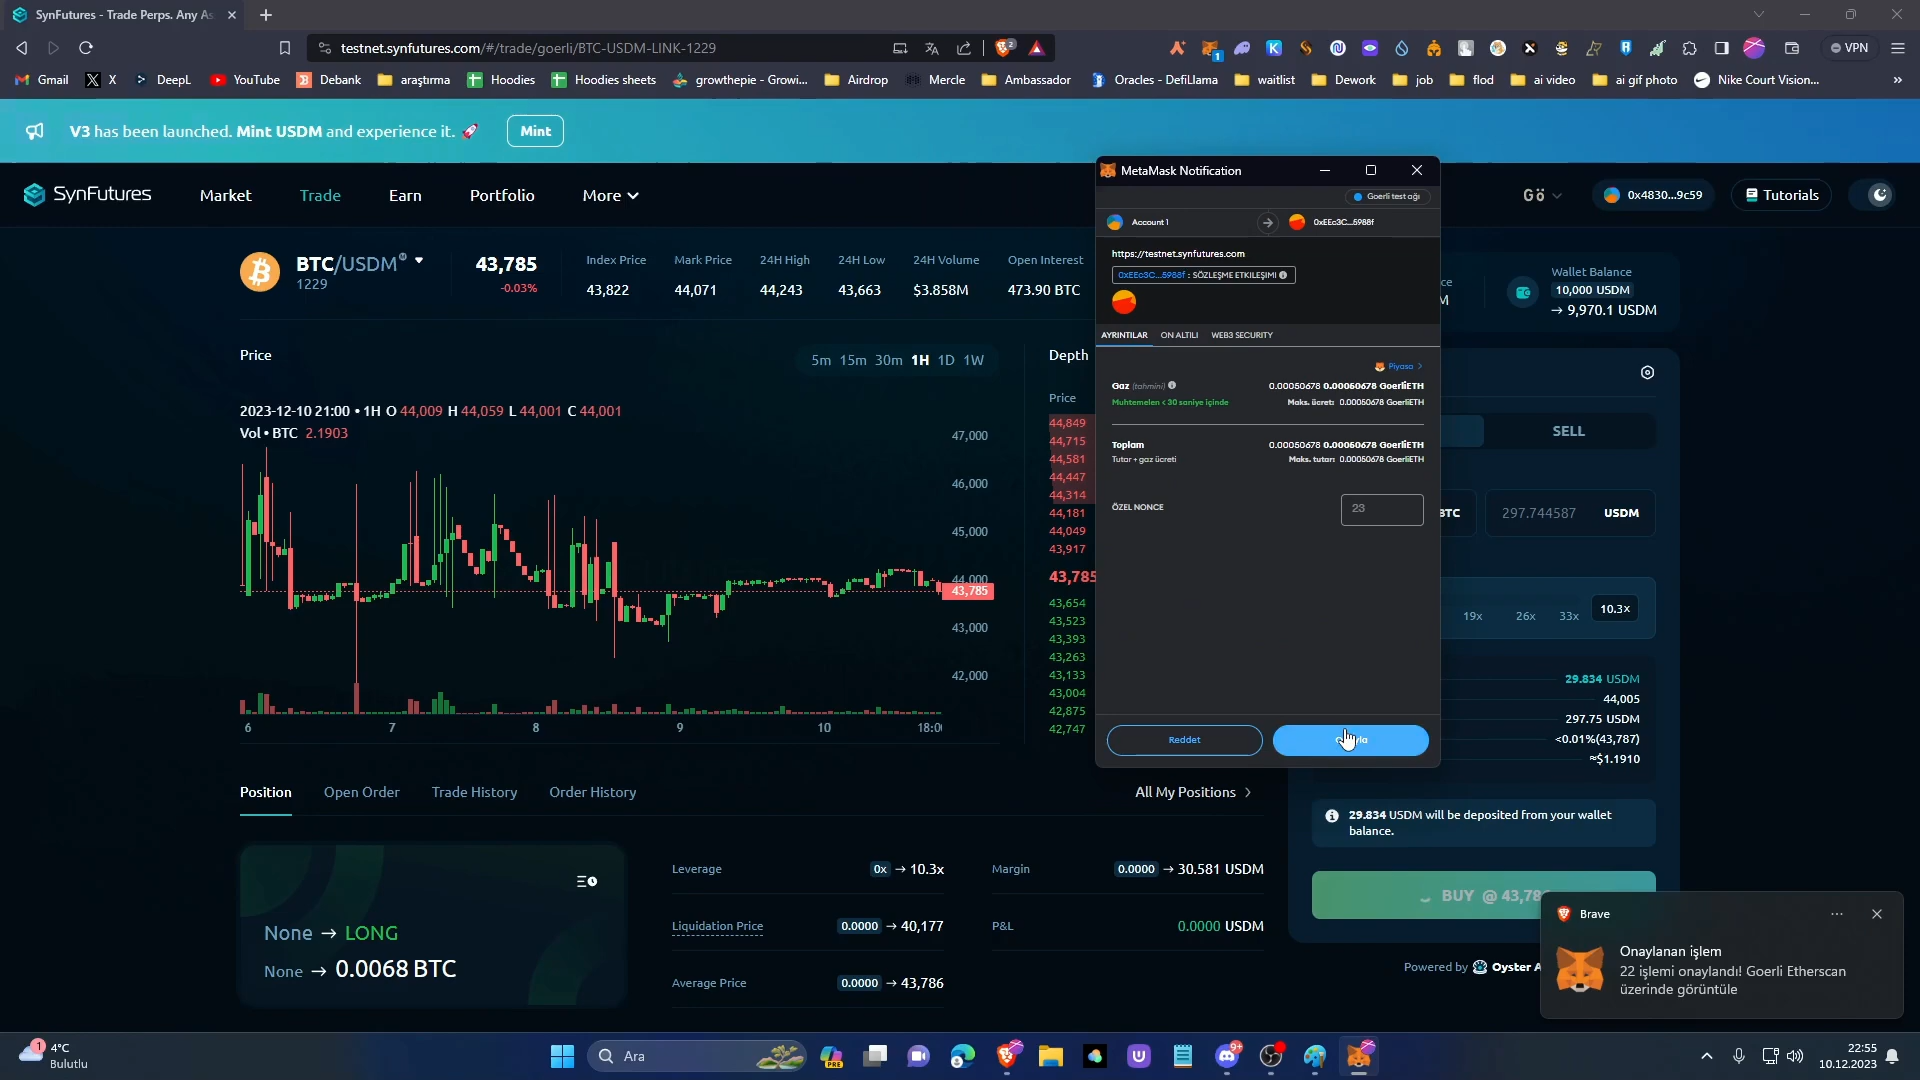 SynFutures - Trade Perps. Any As
testnet.synfutures.com/#/trade/goerli/BTC-USDM-LINK-1229
2
1
VPN
Gmail
X
DeepL
YouTube
Debank
araştırma
Hoodies
Hoodies sheets
growthepie - Growi...
Airdrop
Mercle
Ambassador
Oracles - DefiLlama
waitlist
Dework
job
flod
ai video
ai gif photo
Nike Court Vision...
V3 has been launched. Mint USDM and experience it. 🚀
Mint
SynFutures
Market
Trade
Earn
Portfolio
More
Gö
0x4830...9c59
Tutorials
BTC/USDM
1229
43,785
-0.03%
Index Price
43,822
Mark Price
44,071
24H High
44,243
24H Low
43,663
24H Volume
$3.858M
Open Interest
473.90 BTC
Wallet Balance
10,000 USDM
→ 9,970.1 USDM
Price
5m 15m 30m 1H 1D 1W
2023-12-10 21:00 • 1H O 44,009 H 44,059 L 44,001 C 44,001
Vol • BTC 2.1903
47,000
46,000
45,000
44,000
43,785
43,000
42,000
6
7
8
9
10
18:0
Depth
Price
44,849
44,715
44,581
44,447
44,314
44,181
44,049
43,917
43,785
43,654
43,523
43,393
43,263
43,133
43,004
42,875
42,747
MetaMask Notification
Goerli test ağı
Account 1
0xEEc3C...5988f
https://testnet.synfutures.com
0xEEc3C...5988f : SÖZLEŞME ETKILEŞIMI
AYRINTILAR
ON ALTILI
WEB3 SECURITY
Piyasa
Gaz (tahmini)
0.00050678 0.00050678 GoerliETH
Muhtemelen < 30 saniye içinde
Maks. ücret: 0.00050678 GoerliETH
Toplam
0.00050678 0.00050678 GoerliETH
Tutar + gaz ücreti
Maks. tutar: 0.00050678 GoerliETH
ÖZEL NONCE
23
Reddet
SELL
BTC
297.744587
USDM
19x
26x
33x
10.3x
29.834 USDM
44,005
297.75 USDM
<0.01%(43,787)
≈$1.1910
29.834 USDM will be deposited from your wallet
balance.
BUY @ 43,78
Powered by Oyster A
Position
Open Order
Trade History
Order History
All My Positions
None → LONG
None → 0.0068 BTC
Leverage
0x → 10.3x
Liquidation Price
0.0000 → 40,177
Average Price
0.0000 → 43,786
Margin
0.0000 → 30.581 USDM
P&L
0.0000 USDM
Brave
Onaylanan işlem
22 işlemi onaylandı! Goerli Etherscan
üzerinde görüntüle
1
4°C
Bulutlu
Ara
PRE
9+
22:55
10.12.2023